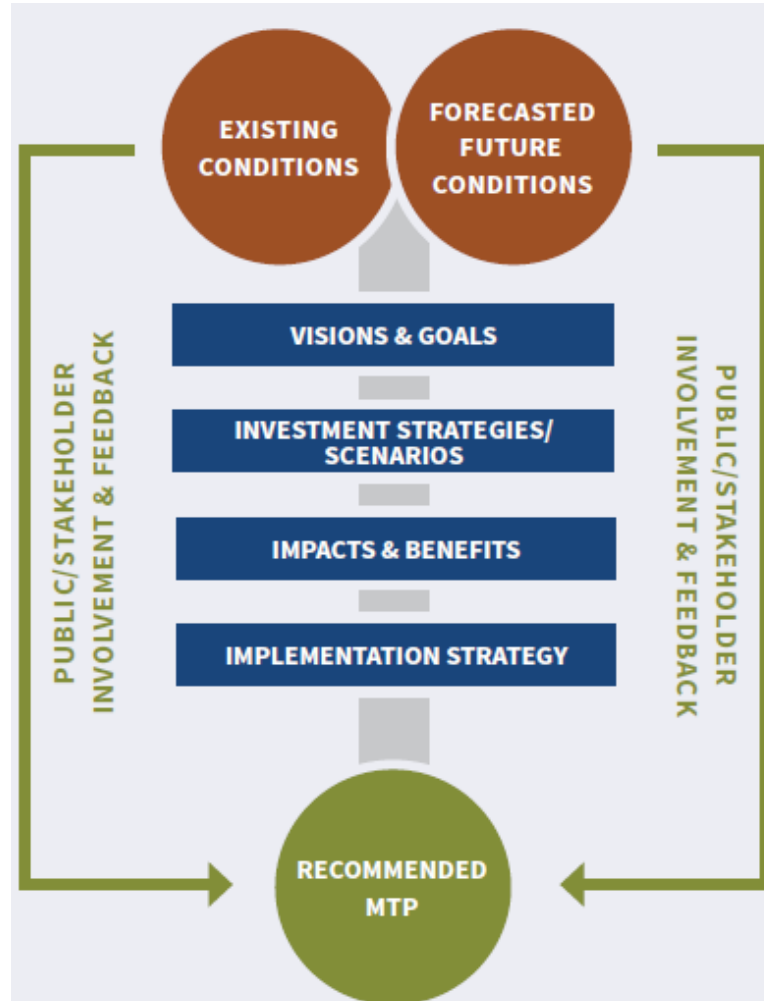 EXISTING
CONDITIONS
FORECASTED
FUTURE
CONDITIONS
VISIONS & GOALS
INVESTMENT STRATEGIES/
SCENARIOS
IMPACTS & BENEFITS
IMPLEMENTATION STRATEGY
PUBLIC/STAKEHOLDER
INVOLVEMENT & FEEDBACK
PUBLIC/STAKEHOLDER
INVOLVEMENT & FEEDBACK
RECOMMENDED
MTP